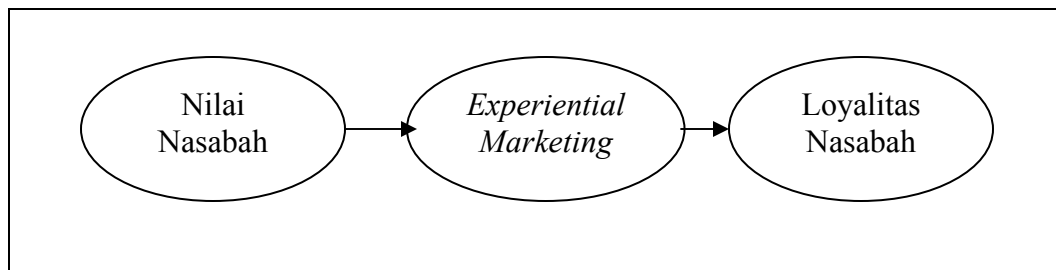 Nilai
Nasabah
Experiential
Marketing
Loyalitas
Nasabah